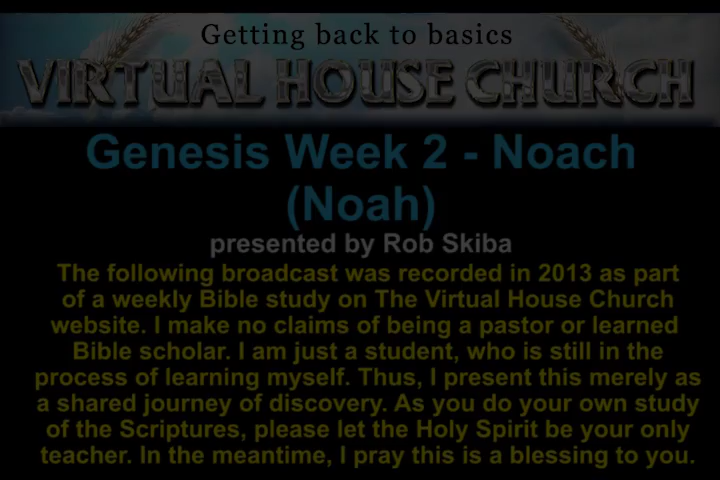 Getting back to basics
VIRTUAL HOUSE CHURCH
Genesis Week 2 - Noach
(Noah)
presented by Rob Skiba
The following broadcast was recorded in 2013 as part
of a weekly Bible study on The Virtual House Church
website. I make no claims of being a pastor or learned
Bible scholar. I am just a student, who is still in the
process of learning myself. Thus, I present this merely as
a shared journey of discovery. As you do your own study
of the Scriptures, please let the Holy Spirit be your only
teacher. In the meantime, I pray this is a blessing to you.